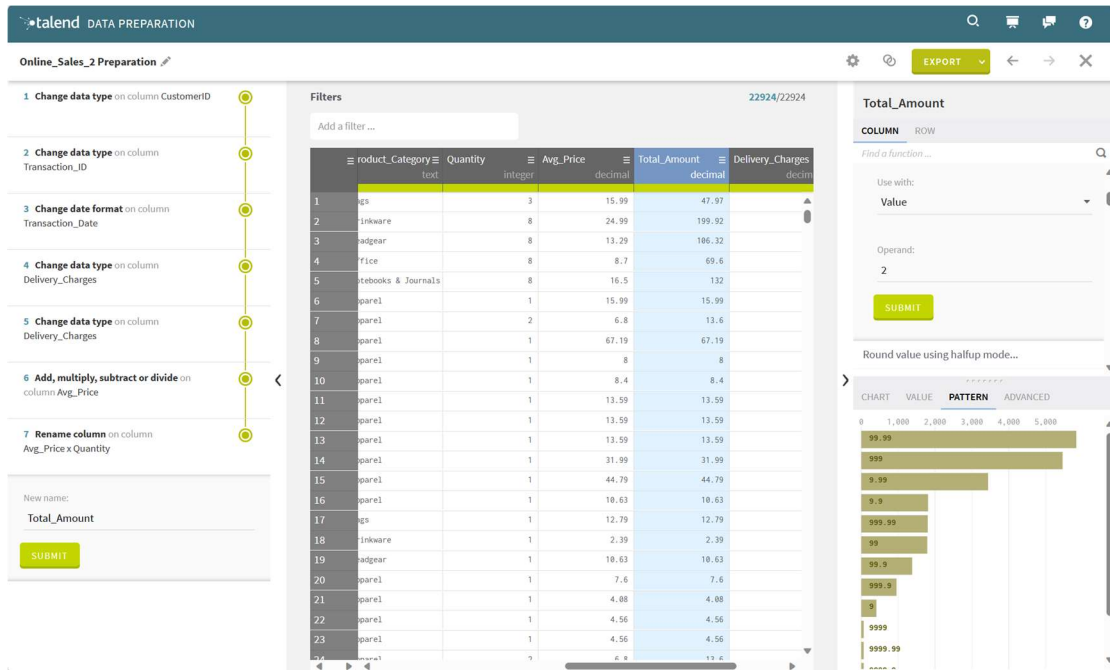 talend DATA PREPARATION
Online_Sales_2 Preparation
EXPORT
1 Change data type on column CustomerID
2 Change data type on column
Transaction_ID
3 Change date format on column
Transaction_Date
4 Change data type on column
Delivery_Charges
5 Change data type on column
Delivery_Charges
6 Add, multiply, subtract or divide on
column Avg_Price
7 Rename column on column
Avg_Price x Quantity
New name:
Total_Amount
SUBMIT
Filters 22924/22924
Add a filter ...
roduct_Category Quantity Avg_Price Total_Amount Delivery_Charges
text integer decimal decimal decim
1 ags 3 15.99 47.97
2 rinkware 8 24.99 199.92
3 eadgear 8 13.29 106.32
4 ffice 8 8.7 69.6
5 otebooks & Journals 8 16.5 132
6 pparel 1 15.99 15.99
7 pparel 2 6.8 13.6
8 pparel 1 67.19 67.19
9 pparel 1 8 8
10 pparel 1 8.4 8.4
11 pparel 1 13.59 13.59
12 pparel 1 13.59 13.59
13 pparel 1 13.59 13.59
14 pparel 1 31.99 31.99
15 pparel 1 44.79 44.79
16 pparel 1 10.63 10.63
17 ags 1 12.79 12.79
18 rinkware 1 2.39 2.39
19 eadgear 1 10.63 10.63
20 pparel 1 7.6 7.6
21 pparel 1 4.08 4.08
22 pparel 1 4.56 4.56
23 pparel 1 4.56 4.56
24 pparel 2 6.8 13.6
Total_Amount
COLUMN ROW
Find a function ...
Use with:
Value
Operand:
2
SUBMIT
Round value using halfup mode...
CHART VALUE PATTERN ADVANCED
0 1,000 2,000 3,000 4,000 5,000
99.99
999
9.99
9.9
999.99
99
99.9
999.9
9
9999
9999.99
9999.9